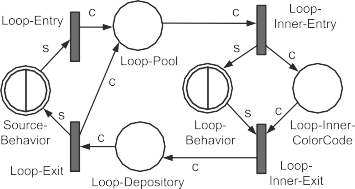 Loop-Entry
C
C
Loop-
Inner-Entry
S
C
Loop-Pool
S
C
Source-
Behavior
S
Loop-
Behavior
S
C
Loop-Inner-
ColorCode
C
C
Loop-Exit
Loop-Depository
Loop-
Inner-Exit